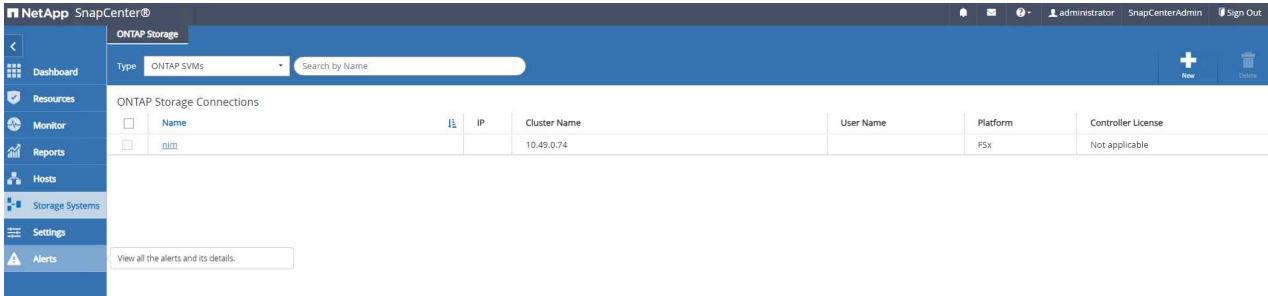 NetApp SnapCenter®
administrator SnapCenterAdmin Sign Out
ONTAP Storage
Type ONTAP SVMs Search by Name
New
Delete
Dashboard
Resources
Monitor
Reports
Hosts
Storage Systems
Settings
Alerts
ONTAP Storage Connections
Name IP Cluster Name User Name Platform Controller License
nim 10.49.0.74 FSx Not applicable
View all the alerts and its details.